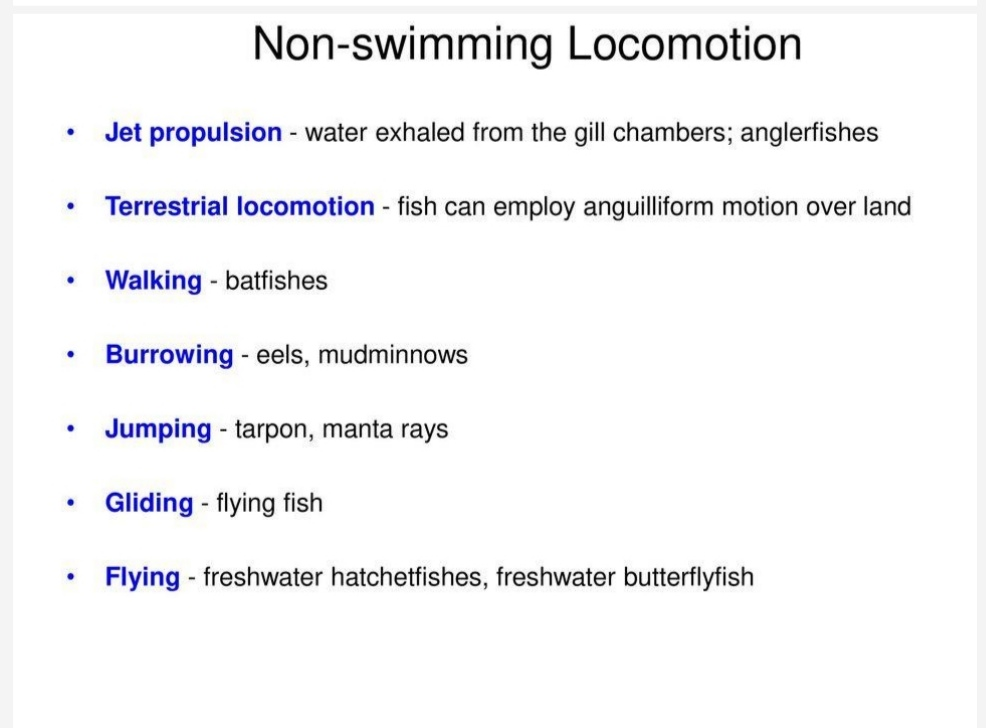 Non-swimming Locomotion
• Jet propulsion - water exhaled from the gill chambers; anglerfishes
• Terrestrial locomotion - fish can employ anguilliform motion over land
• Walking - batfishes
• Burrowing - eels, mudminnows
• Jumping - tarpon, manta rays
• Gliding - flying fish
• Flying - freshwater hatchetfishes, freshwater butterflyfish